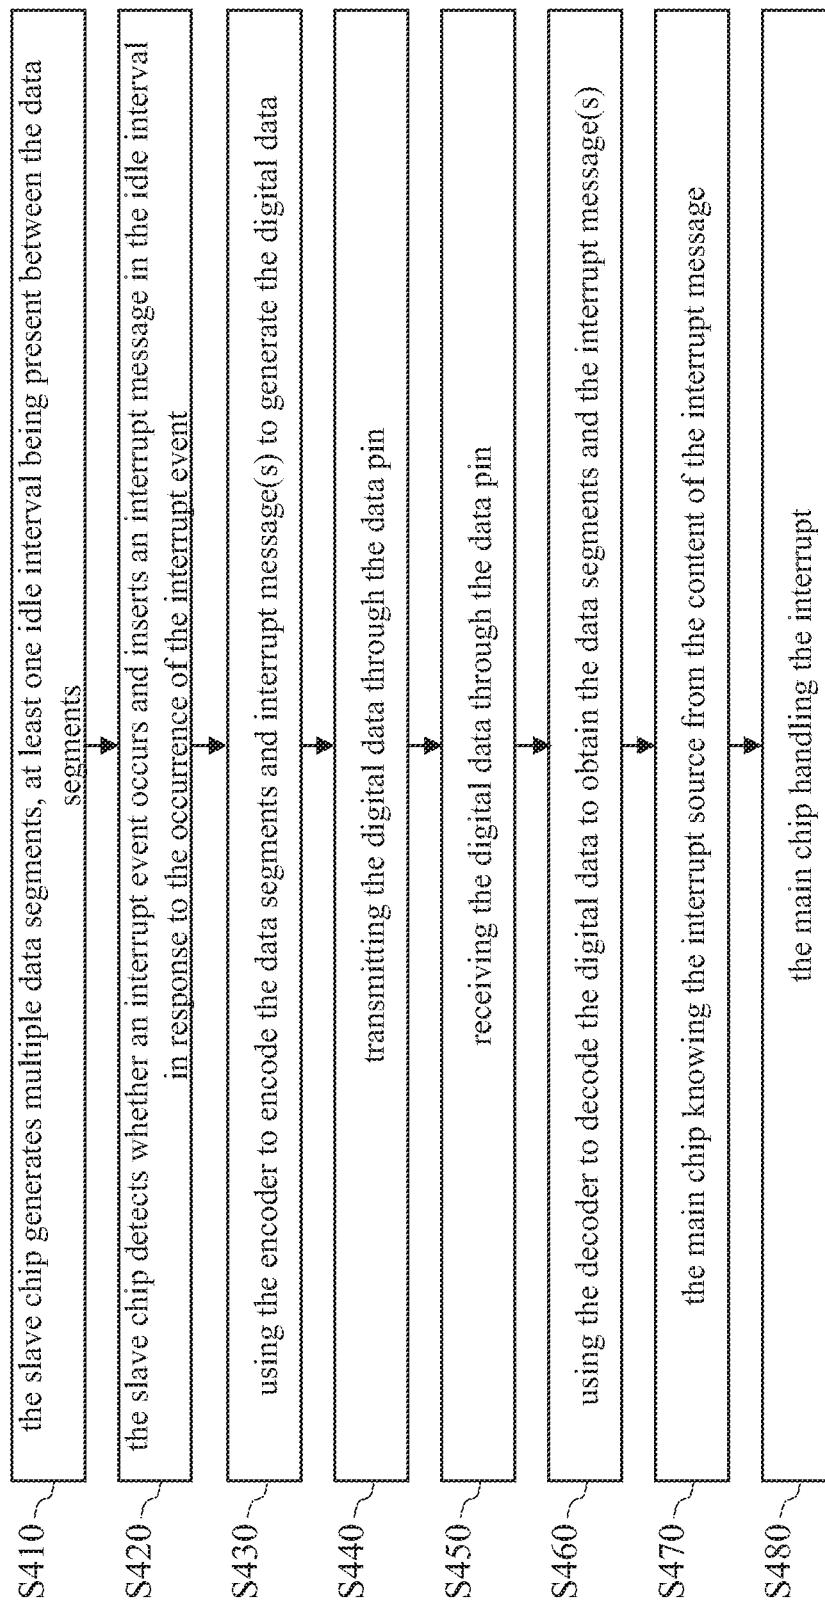 S410
the slave chip generates multiple data segments, at least one idle interval being present between the data
segments
S420
the slave chip detects whether an interrupt event occurs and inserts an interrupt message in the idle interval
in response to the occurrence of the interrupt event
S430
using the encoder to encode the data segments and interrupt message(s) to generate the digital data
S440
transmitting the digital data through the data pin
S450
receiving the digital data through the data pin
S460
using the decoder to decode the digital data to obtain the data segments and the interrupt message(s)
S470
the main chip knowing the interrupt source from the content of the interrupt message
S480
the main chip handling the interrupt